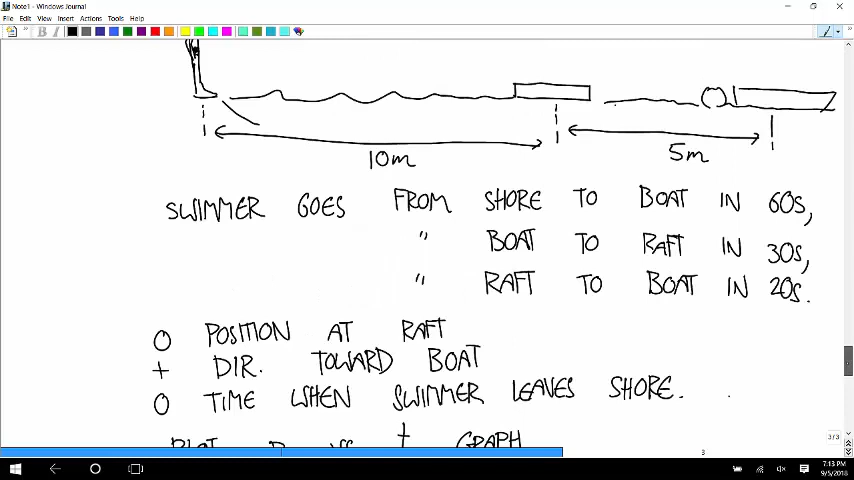 Note1 - Windows Journal
File Edit View Insert Actions Tools Help
B I
10m
5m
SWIMMER GOES FROM SHORE TO BOAT IN 60s,
" BOAT TO RAFT IN 30s,
" RAFT TO BOAT IN 20s.
O POSITION AT RAFT
+ DIR. TOWARD BOAT
O TIME WHEN SWIMMER LEAVES SHORE.
t GRAPH
3/3
3
7:13 PM
9/5/2018